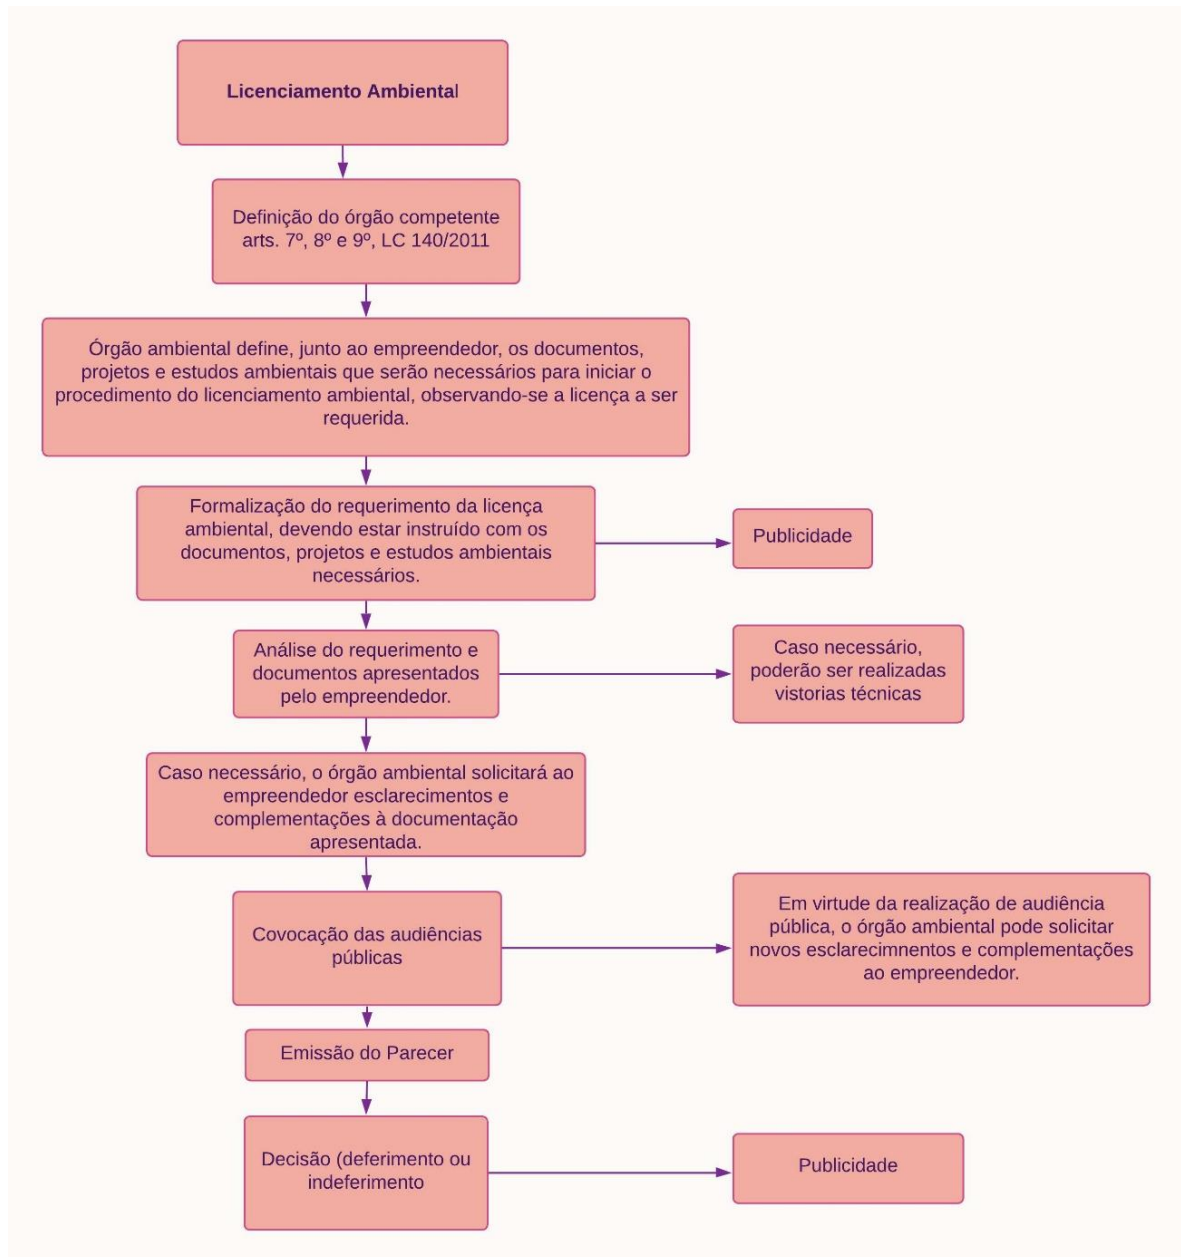 Licenciamento Ambiental
Definição do órgão competente
arts. 7º, 8º e 9º, LC 140/2011
Órgão ambiental define, junto ao empreendedor, os documentos,
projetos e estudos ambientais que serão necessários para iniciar o
procedimento do licenciamento ambiental, observando-se a licença a ser
requerida.
Formalização do requerimento da licença
ambiental, devendo estar instruído com os
documentos, projetos e estudos ambientais
necessários.
Publicidade
Análise do requerimento e
documentos apresentados
pelo empreendedor.
Caso necessário,
poderão ser realizadas
vistorias técnicas
Caso necessário, o órgão ambiental solicitará ao
empreendedor esclarecimentos e
complementações à documentação
apresentada.
Covocação das audiências
públicas
Em virtude da realização de audiência
pública, o órgão ambiental pode solicitar
novos esclarecimnentos e complementações
ao empreendedor.
Emissão do Parecer
Decisão (deferimento ou
indeferimento
Publicidade